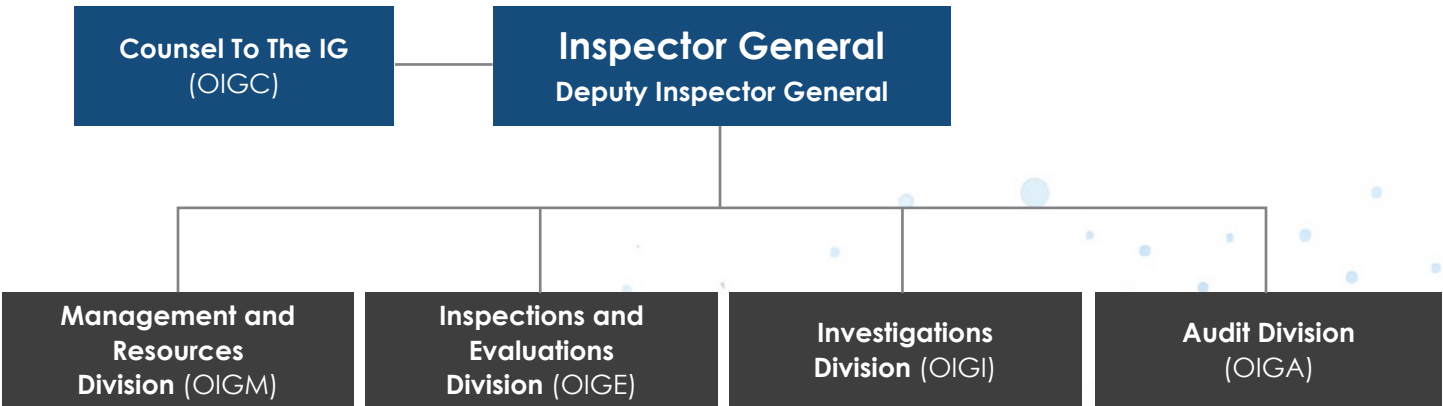 Counsel To The IG
(OIGC)
Inspector General
Deputy Inspector General
Management and
Resources
Division (OIGM)
Inspections and
Evaluations
Division (OIGE)
Investigations
Division (OIGI)
Audit Division
(OIGA)